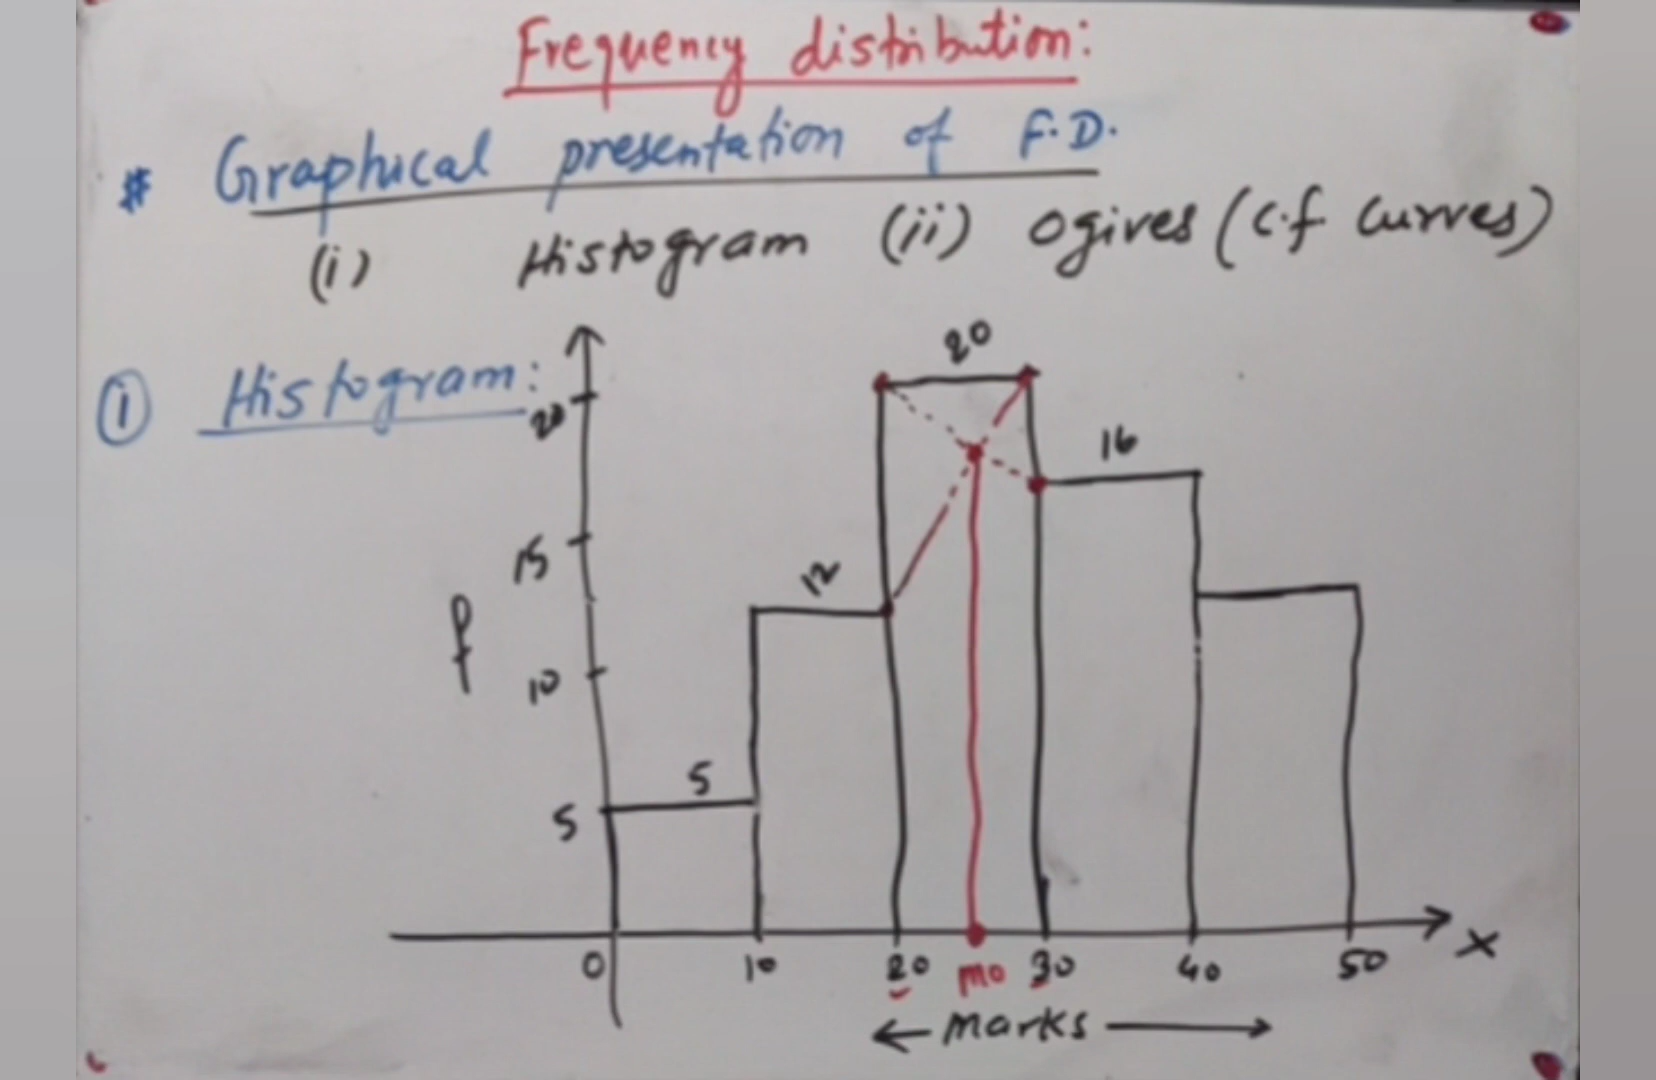 Frequency distribution:
* Graphical presentation of F.D.
(i) Histogram (ii) Ogives (C.f Curves)
① Histogram:
20
20
16
15
12
f
10
5
5
0 10 20 mo 30 40 50 X
← marks →